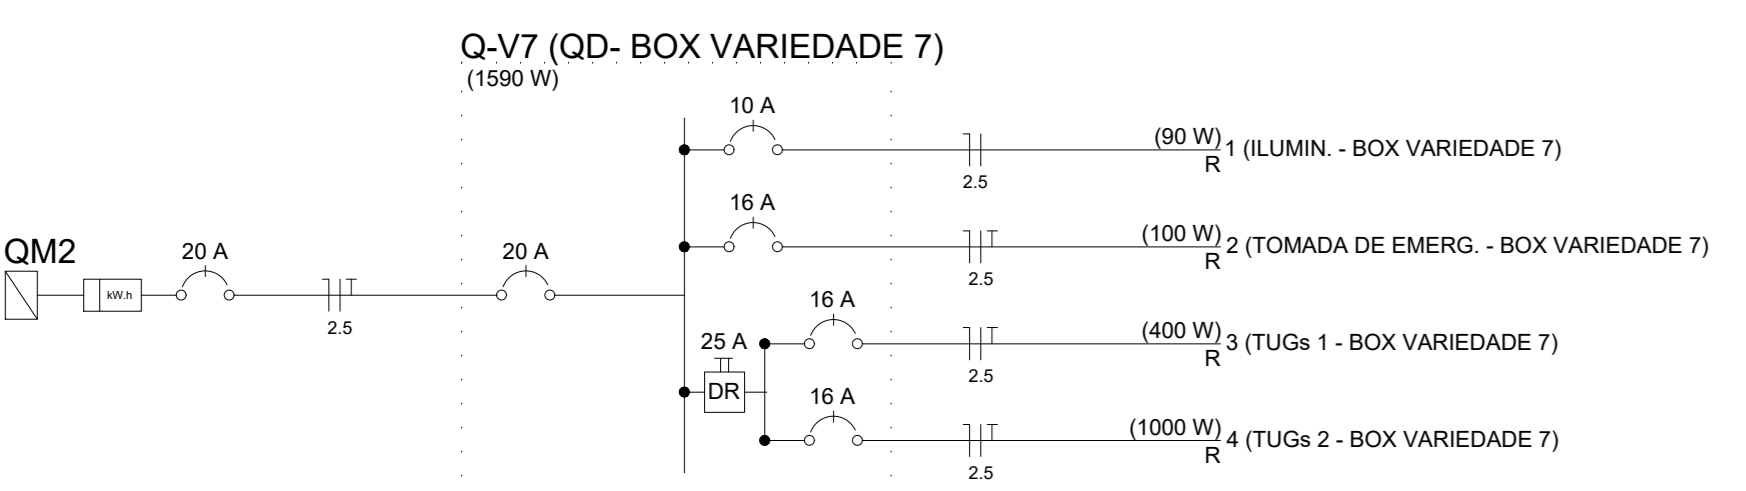 Q-V7 (QD- BOX VARIEDADE 7)
(1590 W)
10 A
(90 W)
1 (ILUMIN. - BOX VARIEDADE 7)
R
2.5
16 A
(100 W)
2 (TOMADA DE EMERG. - BOX VARIEDADE 7)
R
2.5
QM2
20 A
20 A
kW.h
2.5
16 A
(400 W)
3 (TUGs 1 - BOX VARIEDADE 7)
R
2.5
25 A
DR
16 A
(1000 W)
4 (TUGs 2 - BOX VARIEDADE 7)
R
2.5